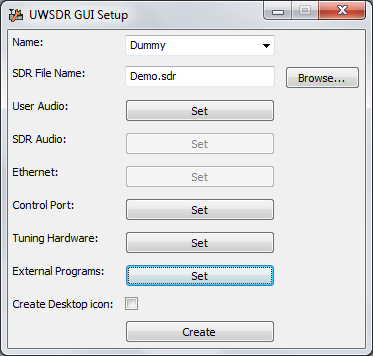 UWSDR GUI Setup
Name: Dummy
SDR File Name: Demo.sdr Browse...
User Audio: Set
SDR Audio: Set
Ethernet: Set
Control Port: Set
Tuning Hardware: Set
External Programs: Set
Create Desktop icon:
Create